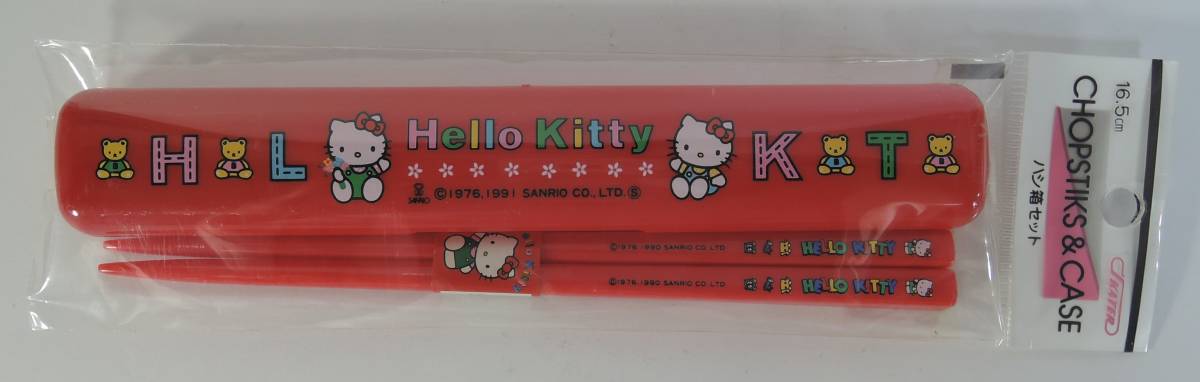 H L K T
Hello Kitty
SANRIO
©1976,1991 SANRIO CO., LTD. Ⓢ
©1976,1990 SANRIO CO. LTD
HELLO KITTY
©1976,1990 SANRIO CO. LTD
HELLO KITTY
16.5cm
CHOPSTIKS & CASE
ハシ箱セット
SKATER